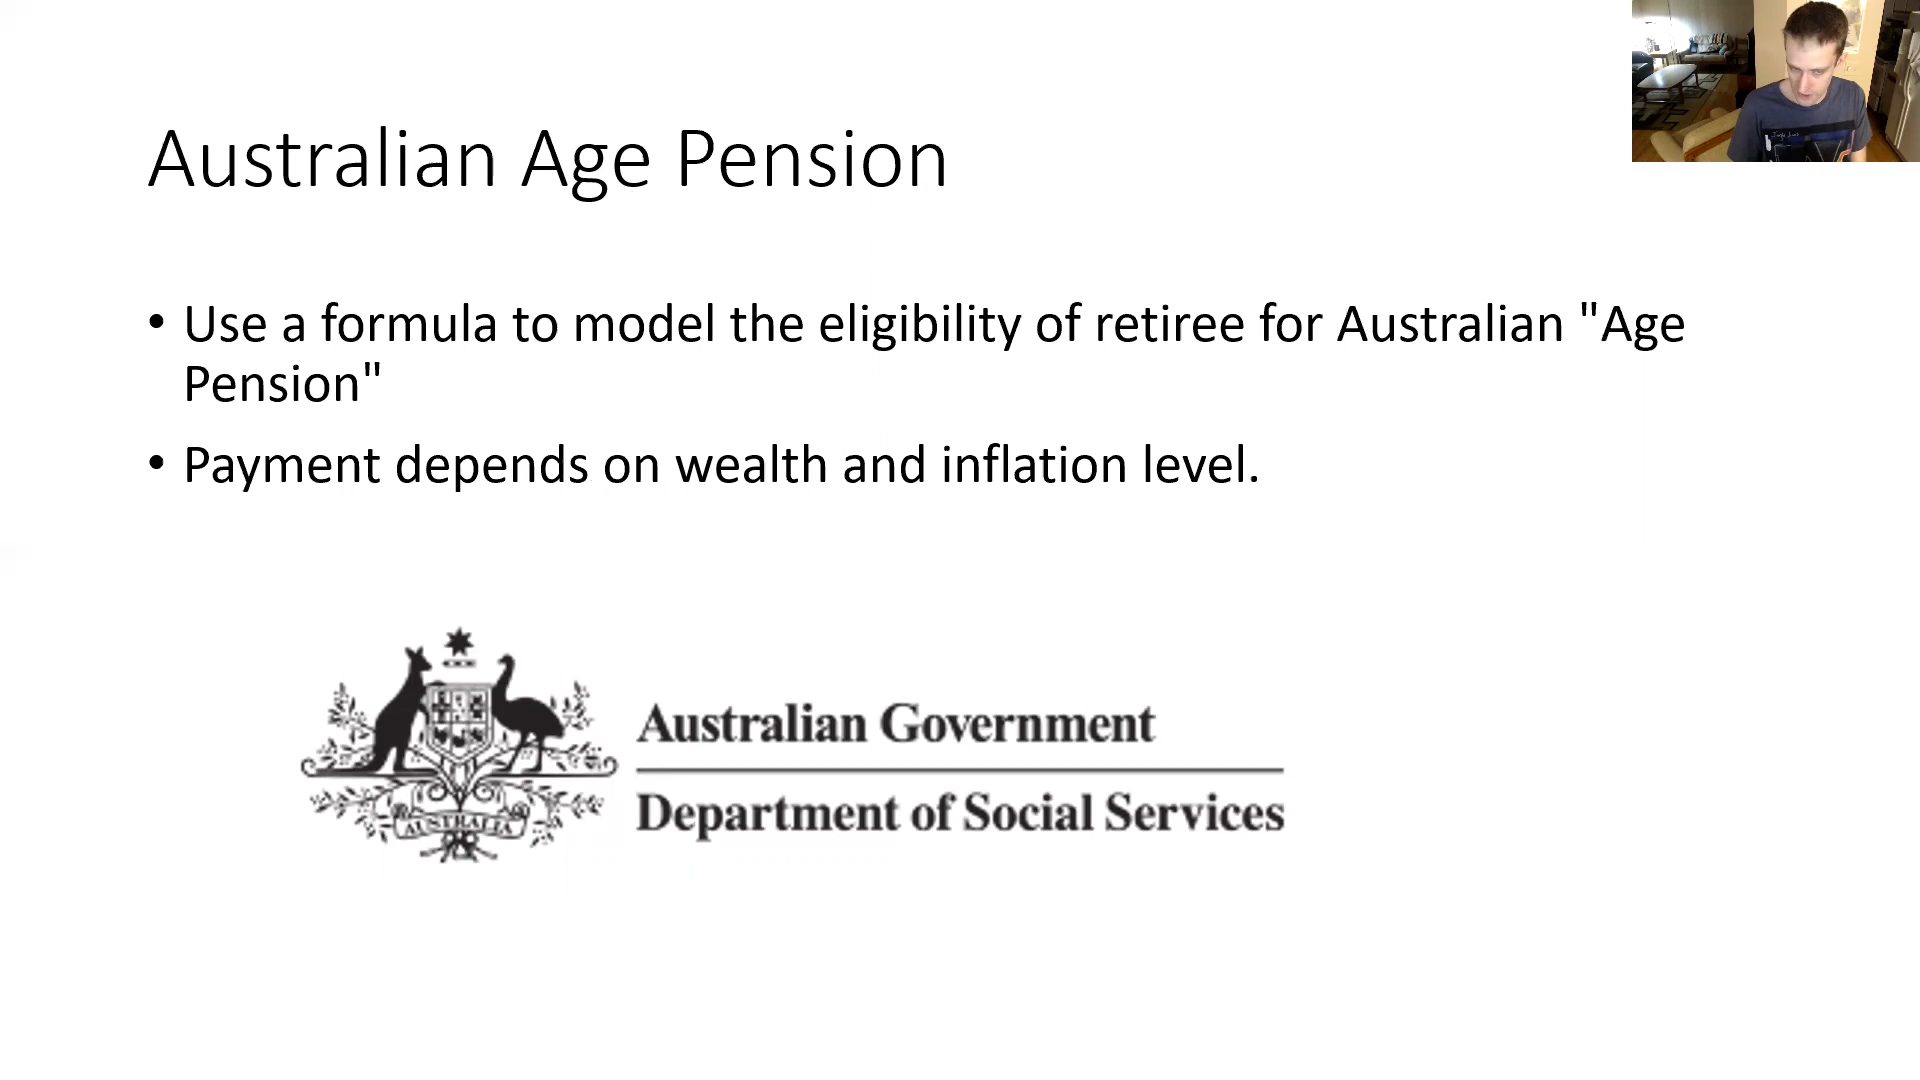 Australian Age Pension
• Use a formula to model the eligibility of retiree for Australian "Age
Pension"
• Payment depends on wealth and inflation level.
Australian Government
Department of Social Services
AUSTRALIA